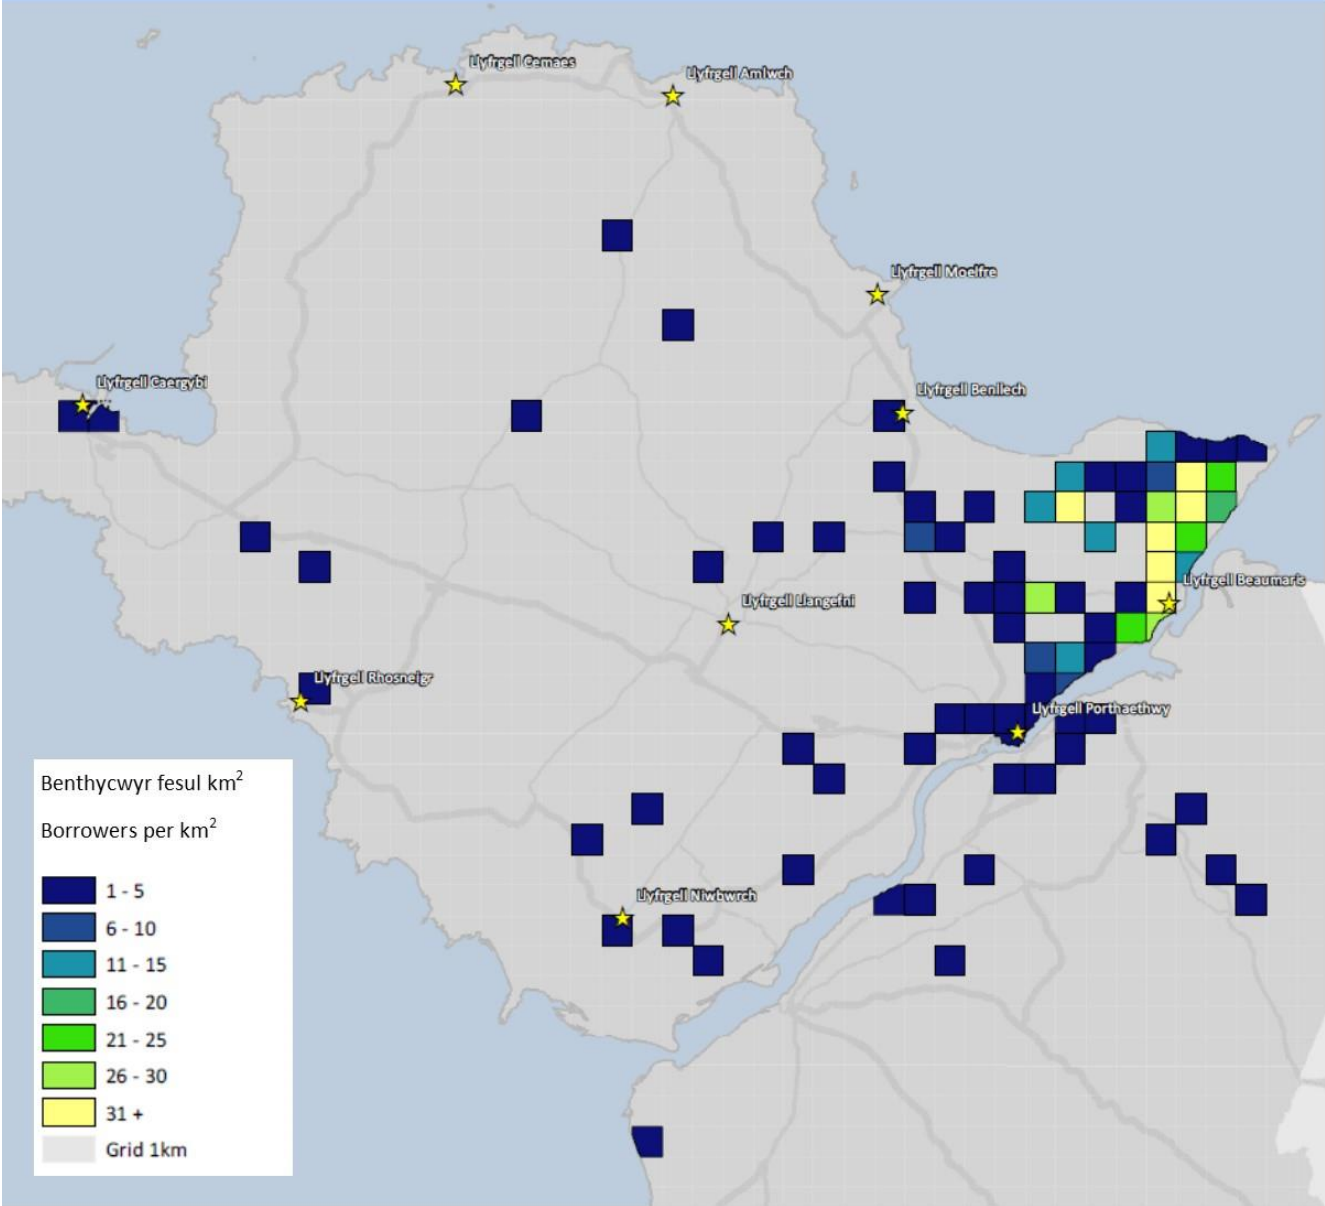 Llyfrgell Cemaes
Llyfrgell Amlwch
Llyfrgell Moelfre
Llyfrgell Caergybi
Llyfrgell Benllech
Llyfrgell Beaumaris
Llyfrgell Llangefni
Llyfrgell Rhosneigr
Llyfrgell Porthaethwy
Llyfrgell Niwbwrch
Benthycwyr fesul km²
Borrowers per km²
1 - 5
6 - 10
11 - 15
16 - 20
21 - 25
26 - 30
31 +
Grid 1km